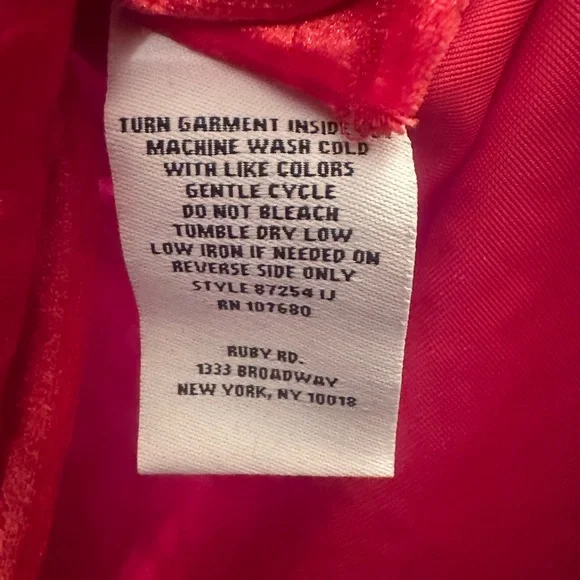 TURN GARMENT INSIDE
MACHINE WASH COLD
WITH LIKE COLORS
GENTLE CYCLE
DO NOT BLEACH
TUMBLE DRY LOW
LOW IRON IF NEEDED ON
REVERSE SIDE ONLY
STYLE 87254 IJ
RN 107680
RUBY RD.
1333 BROADWAY
NEW YORK, NY 10018